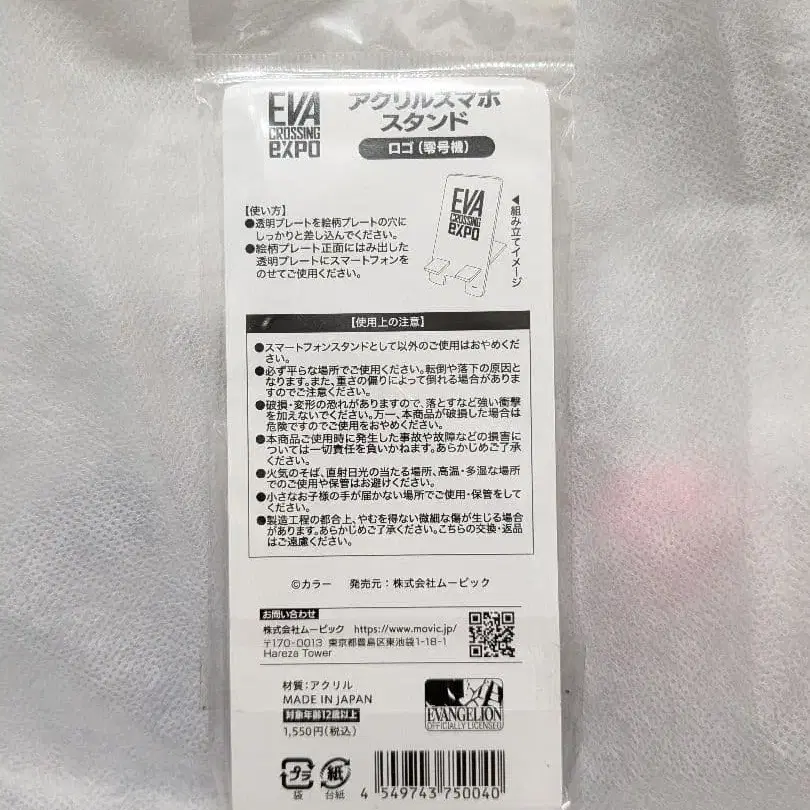 EVA
CROSSING
EXPO
アクリルスマホ
スタンド
ロゴ(零号機)
【使い方】
●透明プレートを絵柄プレートの穴に
しっかりと差し込んでください。
●絵柄プレート正面にはみ出した
透明プレートにスマートフォンを
のせてご使用ください。
EVA
CROSSING
EXPO
◀組み立てイメージ
【使用上の注意】
●スマートフォンスタンドとして以外のご使用はおやめくだ
さい。
●必ず平らな場所でご使用ください。転倒や落下の原因と
なります。また、重さの偏りによって倒れる場合がありま
すのでご注意ください。
●破損・変形の恐れがありますので、落とすなど強い衝撃
を加えないでください。万一、本商品が破損した場合は
危険ですのでご使用をおやめください。
●本商品ご使用時に発生した事故や故障などの損害に
ついては一切責任を負いかねます。あらかじめご了承
ください。
●火気のそば、直射日光の当たる場所、高温・多湿な場所
でのご使用や保管はお避けください。
●小さなお子様の手が届かない場所でご使用・保管をして
ください。
●製造工程の都合上、やむを得ない微細な傷が生じる場合
があります。あらかじめご了承ください。こちらの交換・返品
はご遠慮ください。
©カラー 発売元:株式会社ムービック
お問い合わせ
株式会社ムービック https://www.movic.jp/
〒170-0013 東京都豊島区東池袋1-18-1
Hareza Tower
材質:アクリル
MADE IN JAPAN
対象年齢12歳以上
1,550円(税込)
EVANGELION
OFFICIALLY LICENSED
プラ
袋
紙
台紙
4 549743 750040